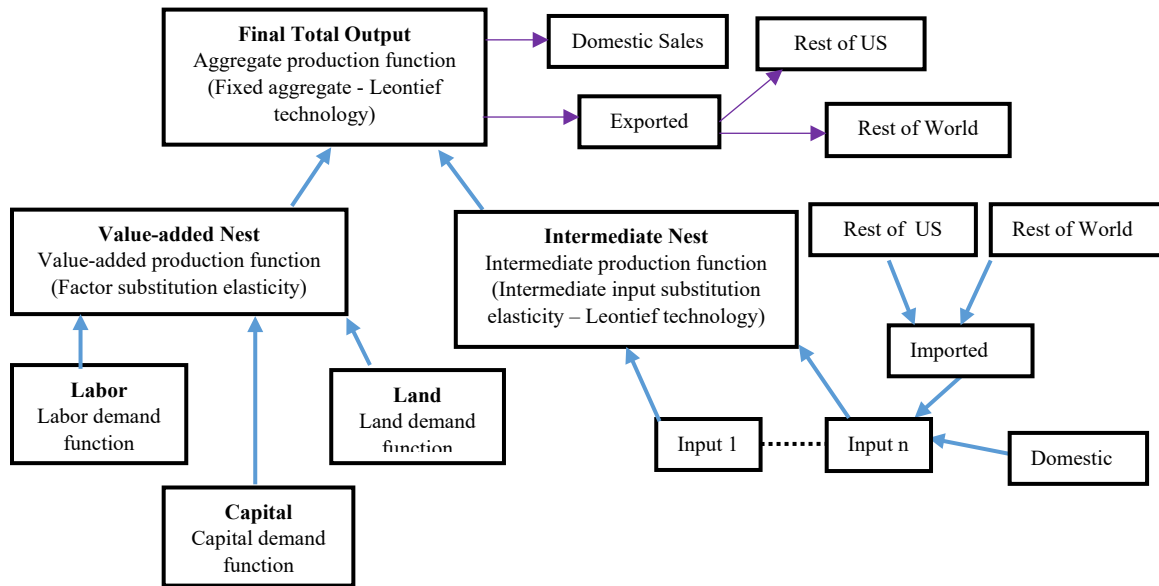 Final Total Output
Aggregate production function
(Fixed aggregate - Leontief
technology)
Domestic Sales
Rest of US
Exported
Rest of World
Value-added Nest
Value-added production function
(Factor substitution elasticity)
Intermediate Nest
Intermediate production function
(Intermediate input substitution
elasticity – Leontief technology)
Rest of US
Rest of World
Imported
Labor
Labor demand
function
Land
Land demand
function
Input 1
Input n
Domestic
Capital
Capital demand
function